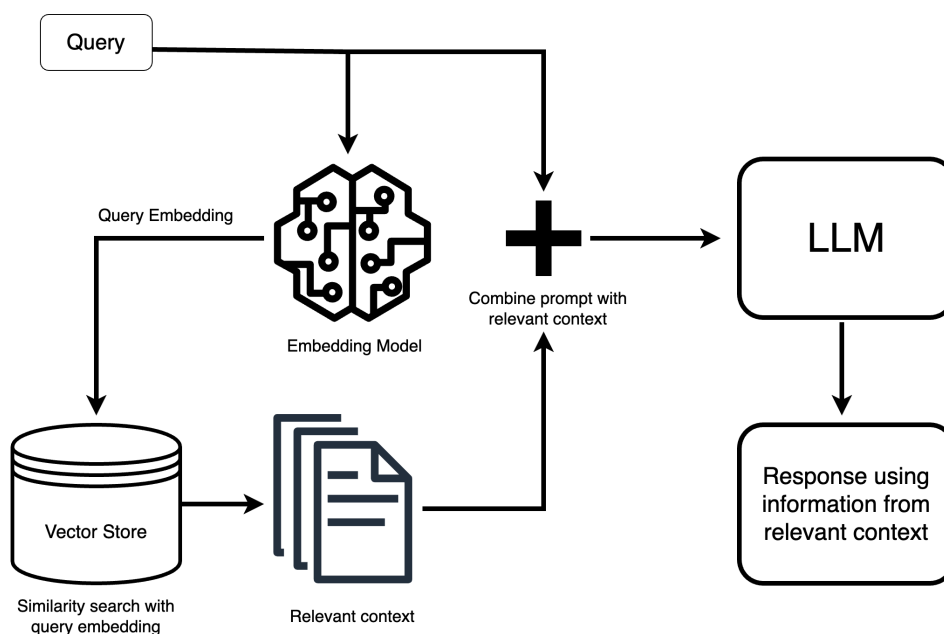 Query
Query Embedding
Embedding Model
Combine prompt with
relevant context
LLM
Vector Store
Similarity search with
query embedding
Relevant context
Response using
information from
relevant context